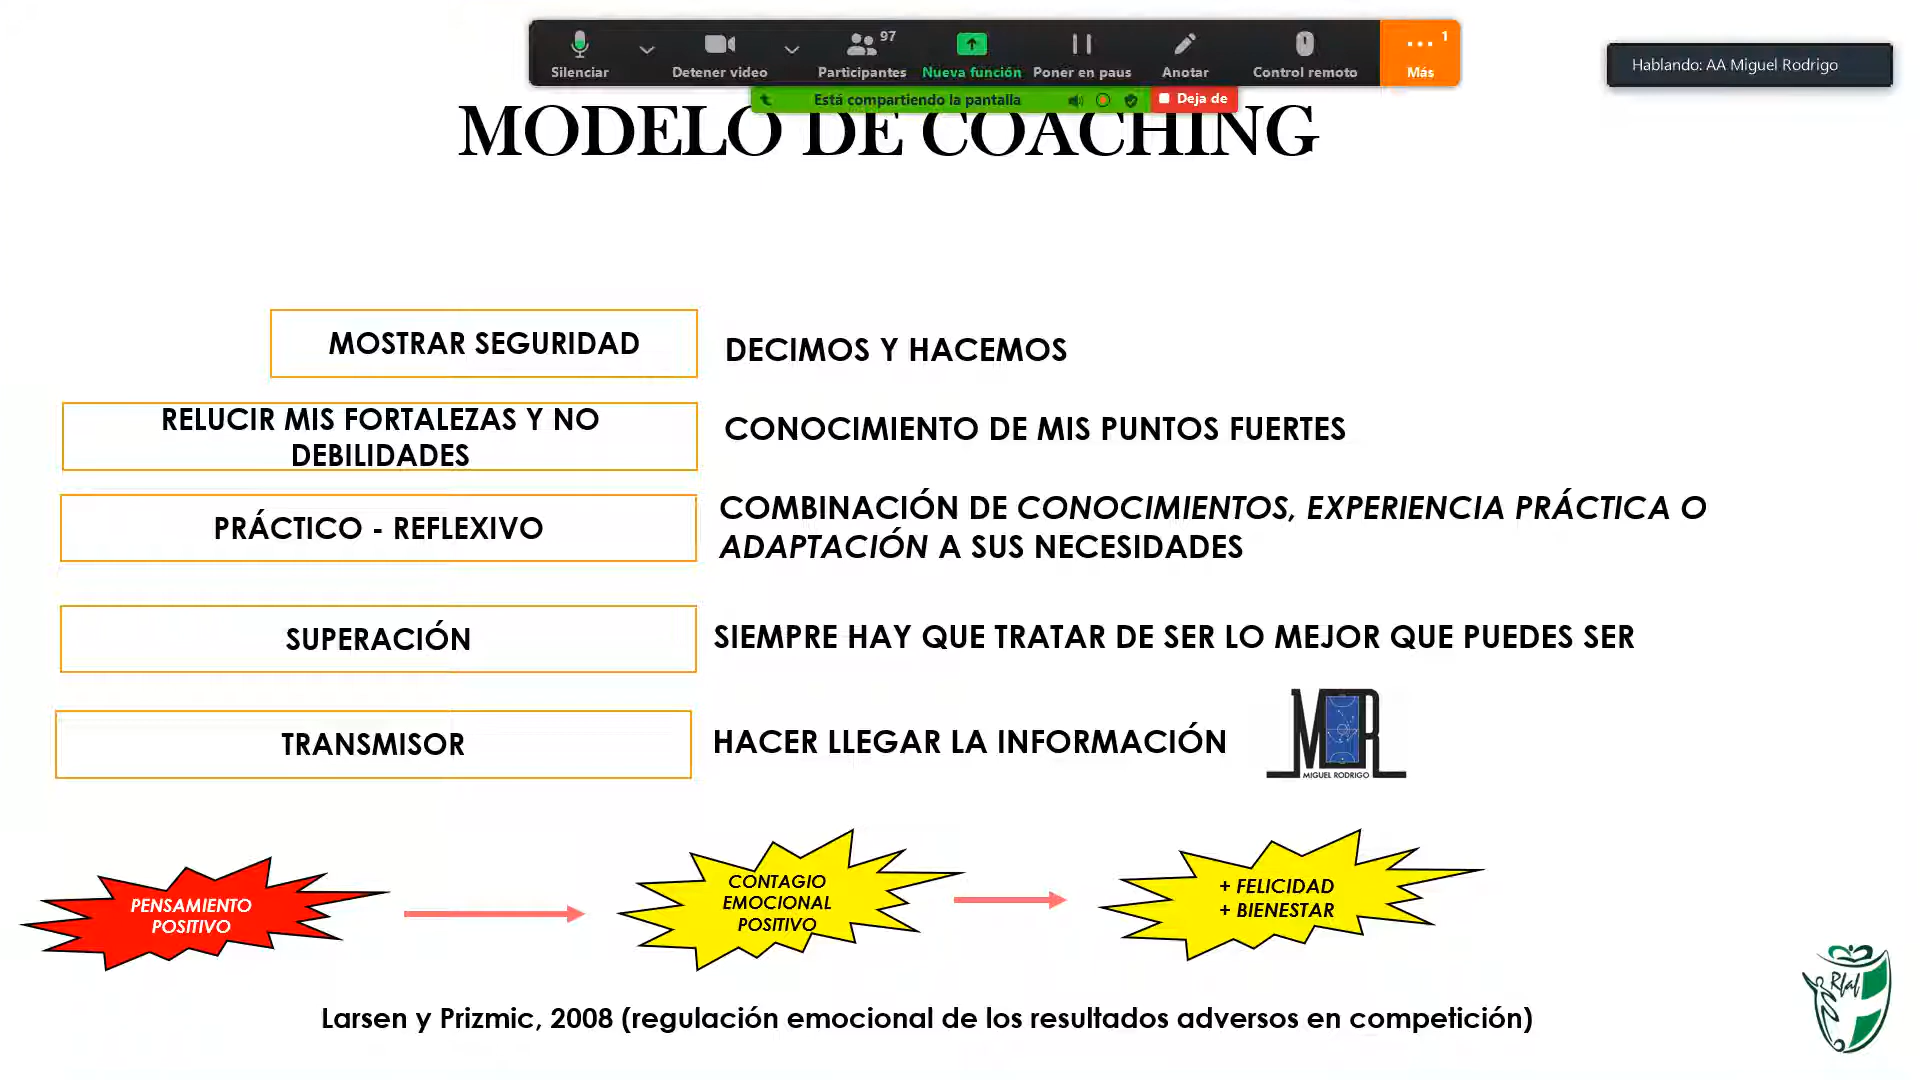 97
1
Silenciar
Detener video
Participantes
Nueva función
Poner en paus
Anotar
Control remoto
Más
Hablando: AA Miguel Rodrigo
Está compartiendo la pantalla
Deja de
MODELO DE COACHING
MOSTRAR SEGURIDAD
DECIMOS Y HACEMOS
RELUCIR MIS FORTALEZAS Y NO
DEBILIDADES
CONOCIMIENTO DE MIS PUNTOS FUERTES
PRÁCTICO - REFLEXIVO
COMBINACIÓN DE CONOCIMIENTOS, EXPERIENCIA PRÁCTICA O
ADAPTACIÓN A SUS NECESIDADES
SUPERACIÓN
SIEMPRE HAY QUE TRATAR DE SER LO MEJOR QUE PUEDES SER
TRANSMISOR
HACER LLEGAR LA INFORMACIÓN
MR
MIGUEL RODRIGO
PENSAMIENTO
POSITIVO
CONTAGIO
EMOCIONAL
POSITIVO
+ FELICIDAD
+ BIENESTAR
Rfaf
Larsen y Prizmic, 2008 (regulación emocional de los resultados adversos en competición)